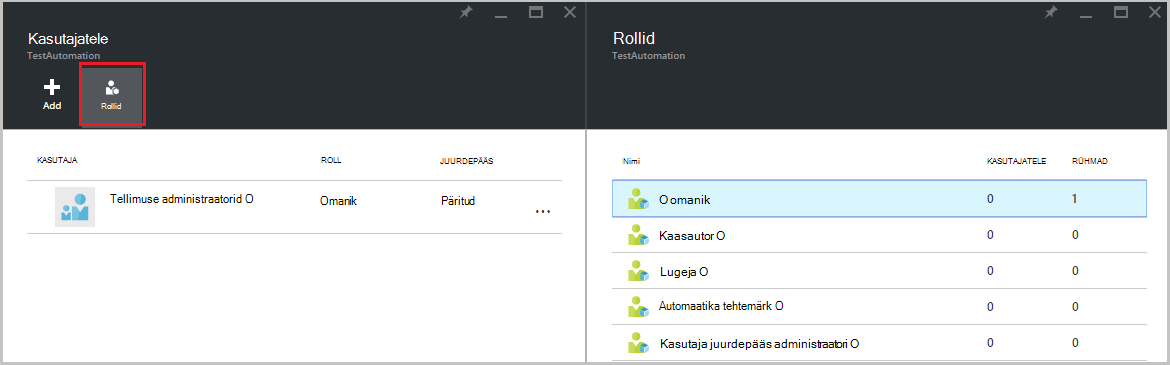 Kasutajatele
TestAutomation
Add
Rollid
KASUTAJA ROLL JUURDEPÄÄS
Tellimuse administraatorid O Omanik Päritud ...
Rollid
TestAutomation
Nimi KASUTAJATELE RÜHMAD
O omanik 0 1
Kaasautor O 0 0
Lugeja O 0 0
Automaatika tehtemärk O 0 0
Kasutaja juurdepääs administraatori O 0 0